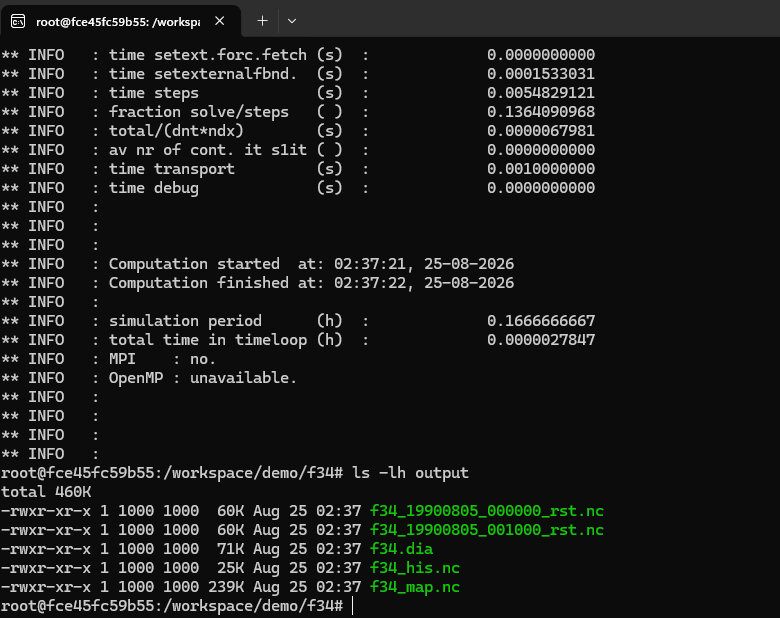 root@fce45fc59b55: /workspa
** INFO   : time setext.forc.fetch (s)  :             0.0000000000
** INFO   : time setexternalfbnd.  (s)  :             0.0001533031
** INFO   : time steps             (s)  :             0.0054829121
** INFO   : fraction solve/steps   ( )  :             0.1364090968
** INFO   : total/(dnt*ndx)        (s)  :             0.0000067981
** INFO   : av nr of cont. it s1it ( )  :             0.0000000000
** INFO   : time transport         (s)  :             0.0010000000
** INFO   : time debug             (s)  :             0.0000000000
** INFO   :
** INFO   :
** INFO   :
** INFO   : Computation started  at: 02:37:21, 25-08-2026
** INFO   : Computation finished at: 02:37:22, 25-08-2026
** INFO   :
** INFO   : simulation period      (h)  :             0.1666666667
** INFO   : total time in timeloop (h)  :             0.0000027847
** INFO   : MPI    : no.
** INFO   : OpenMP : unavailable.
** INFO   :
** INFO   :
** INFO   :
** INFO   :
root@fce45fc59b55:/workspace/demo/f34# ls -lh output
total 460K
-rwxr-xr-x 1 1000 1000  60K Aug 25 02:37 f34_19900805_000000_rst.nc
-rwxr-xr-x 1 1000 1000  60K Aug 25 02:37 f34_19900805_001000_rst.nc
-rwxr-xr-x 1 1000 1000  71K Aug 25 02:37 f34.dia
-rwxr-xr-x 1 1000 1000  25K Aug 25 02:37 f34_his.nc
-rwxr-xr-x 1 1000 1000 239K Aug 25 02:37 f34_map.nc
root@fce45fc59b55:/workspace/demo/f34#